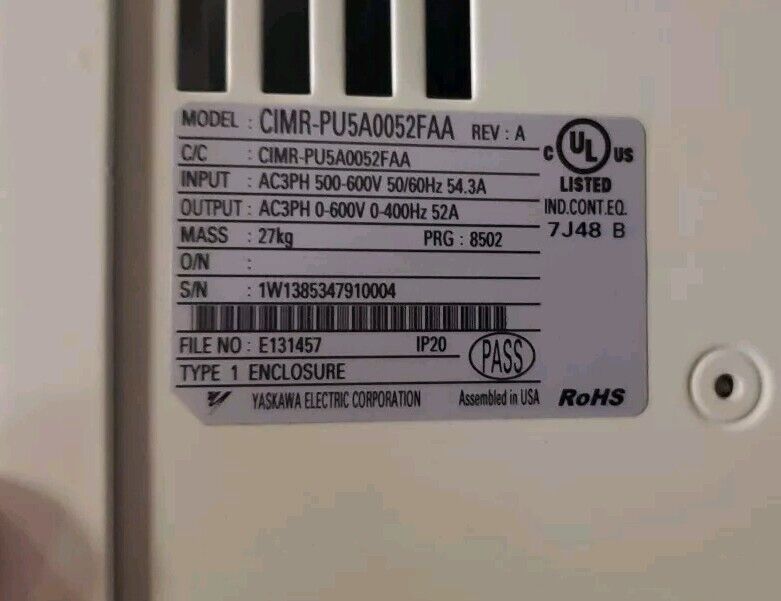 MODEL : CIMR-PU5A0052FAA REV : A
C/C : CIMR-PU5A0052FAA
INPUT : AC3PH 500-600V 50/60Hz 54.3A
OUTPUT : AC3PH 0-600V 0-400Hz 52A
MASS : 27kg PRG : 8502
O/N :
S/N : 1W1385347910004
FILE NO : E131457 IP20
TYPE 1 ENCLOSURE
PASS
YASKAWA ELECTRIC CORPORATION Assembled in USA RoHS
C UL US
LISTED
IND.CONT.EQ.
7J48 B